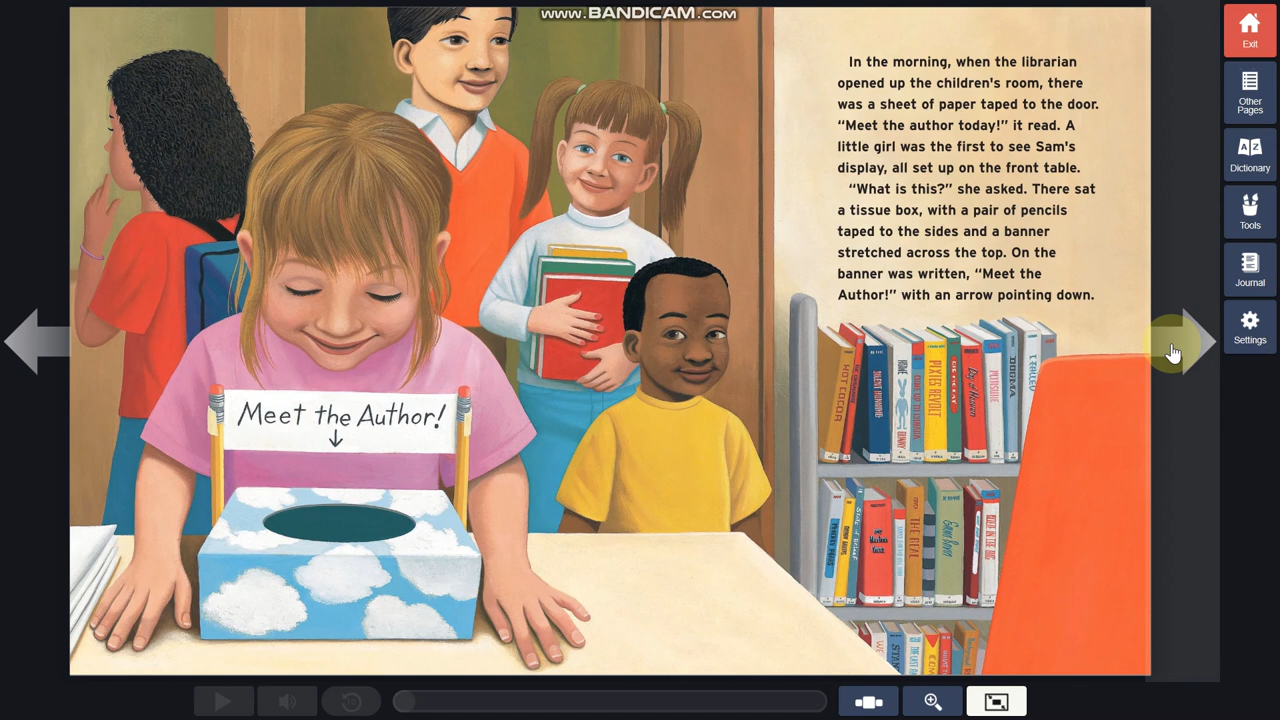 www.BANDICAM.com
In the morning, when the librarian
opened up the children's room, there
was a sheet of paper taped to the door.
“Meet the author today!” it read. A
little girl was the first to see Sam's
display, all set up on the front table.
“What is this?” she asked. There sat
a tissue box, with a pair of pencils
taped to the sides and a banner
stretched across the top. On the
banner was written, “Meet the
Author!” with an arrow pointing down.
Meet the Author!
HOT COCOA
PIXIES REVOLT
DOGMA
THE BEAR
Exit
Other
Pages
AZ
Dictionary
Tools
Journal
Settings
10